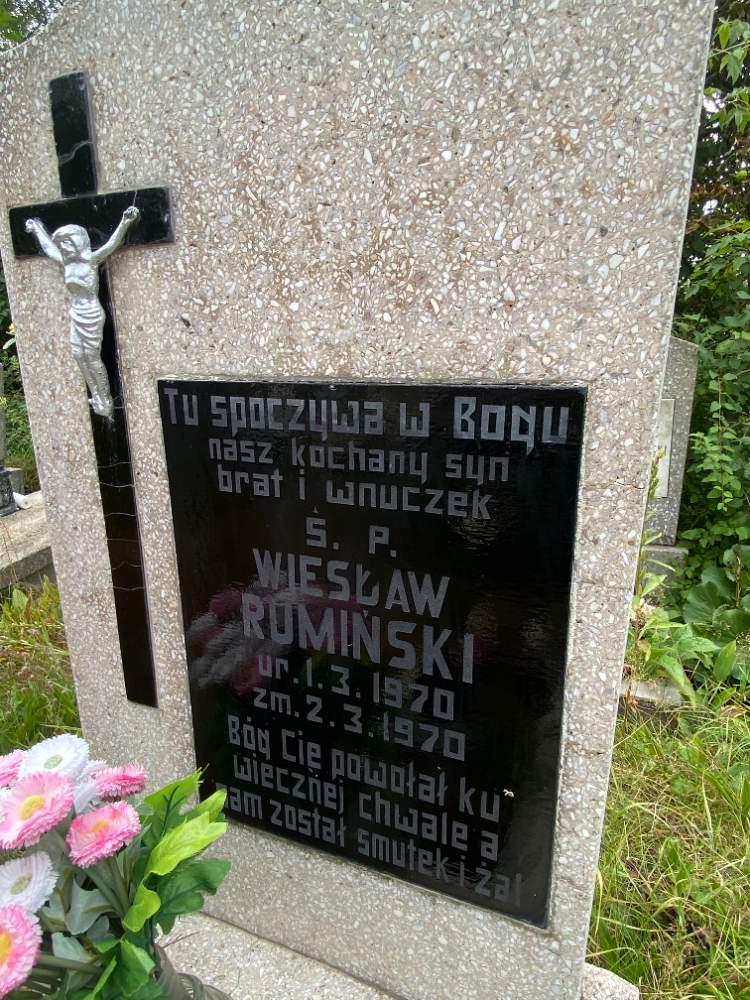 Tu spoczywa w Bogu
nasz kochany syn
brat i wnuczek
Ś. P.
WIESŁAW
RUMIŃSKI
ur. 1. 3. 1970
zm. 2. 3. 1970
Bóg Cię powołał ku
wiecznej chwale a
nam został smutek i żal